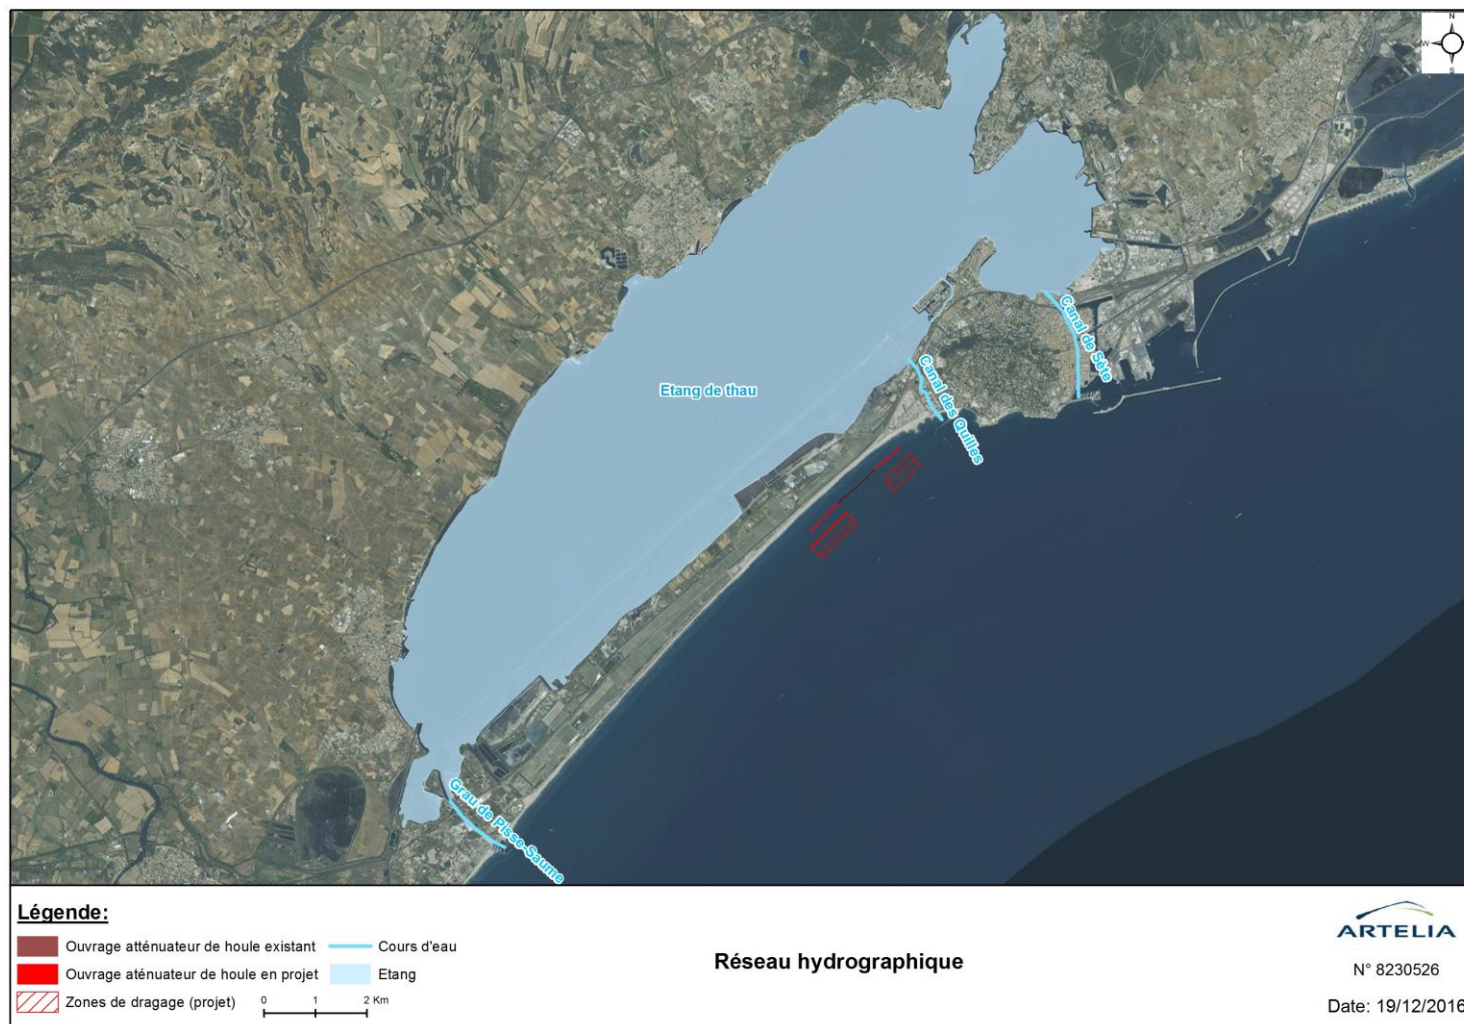 N
W
S
Etang de thau
Canal de Sète
Canal des Quilles
Grau de Pisse-Saume
Légende:
Ouvrage atténuateur de houle existant
Cours d'eau
Ouvrage aténuateur de houle en projet
Etang
Zones de dragage (projet)
0 1 2 Km
Réseau hydrographique
ARTELIA
N° 8230526
Date: 19/12/2016